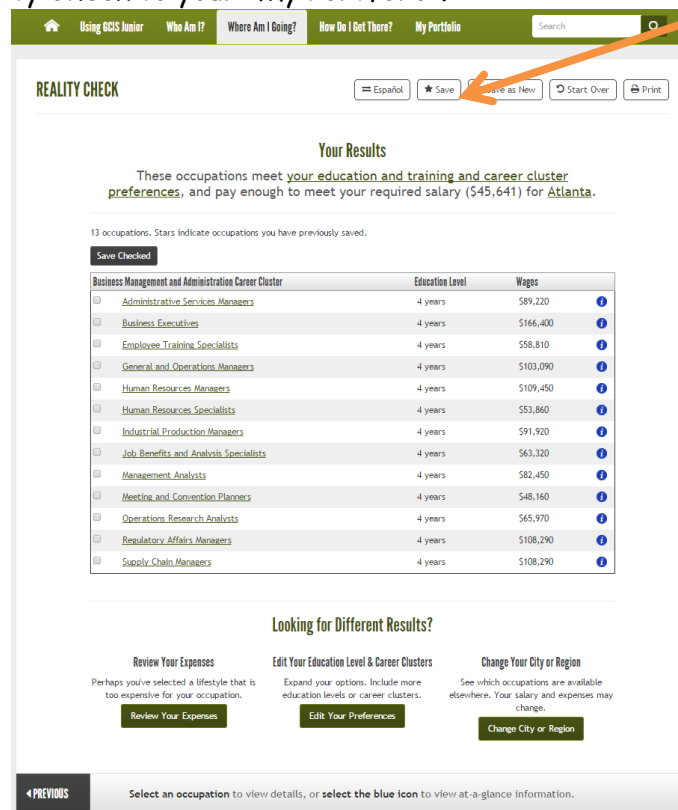 Using GCIS Junior Who Am I? Where Am I Going? How Do I Get There? My Portfolio Search
REALITY CHECK Español Save as New Start Over Print
Your Results
These occupations meet your education and training and career cluster
preferences, and pay enough to meet your required salary ($45,641) for Atlanta.
13 occupations. Stars indicate occupations you have previously saved.
Save Checked
Business Management and Administration Career Cluster Education Level Wages
Administrative Services Managers 4 years $89,220
Business Executives 4 years $166,400
Employee Training Specialists 4 years $58,810
General and Operations Managers 4 years $103,090
Human Resources Managers 4 years $109,450
Human Resources Specialists 4 years $53,860
Industrial Production Managers 4 years $91,920
Job Benefits and Analysis Specialists 4 years $63,320
Management Analysts 4 years $82,450
Meeting and Convention Planners 4 years $48,160
Operations Research Analysts 4 years $65,970
Regulatory Affairs Managers 4 years $108,290
Supply Chain Managers 4 years $108,290
Looking for Different Results?
Review Your Expenses
Perhaps you've selected a lifestyle that is
too expensive for your occupation.
Review Your Expenses
Edit Your Education Level & Career Clusters
Expand your options. Include more
education levels or career clusters.
Edit Your Preferences
Change Your City or Region
See which occupations are available
elsewhere. Your salary and expenses may
change.
Change City or Region
PREVIOUS Select an occupation to view details, or select the blue icon to view at-a-glance information.